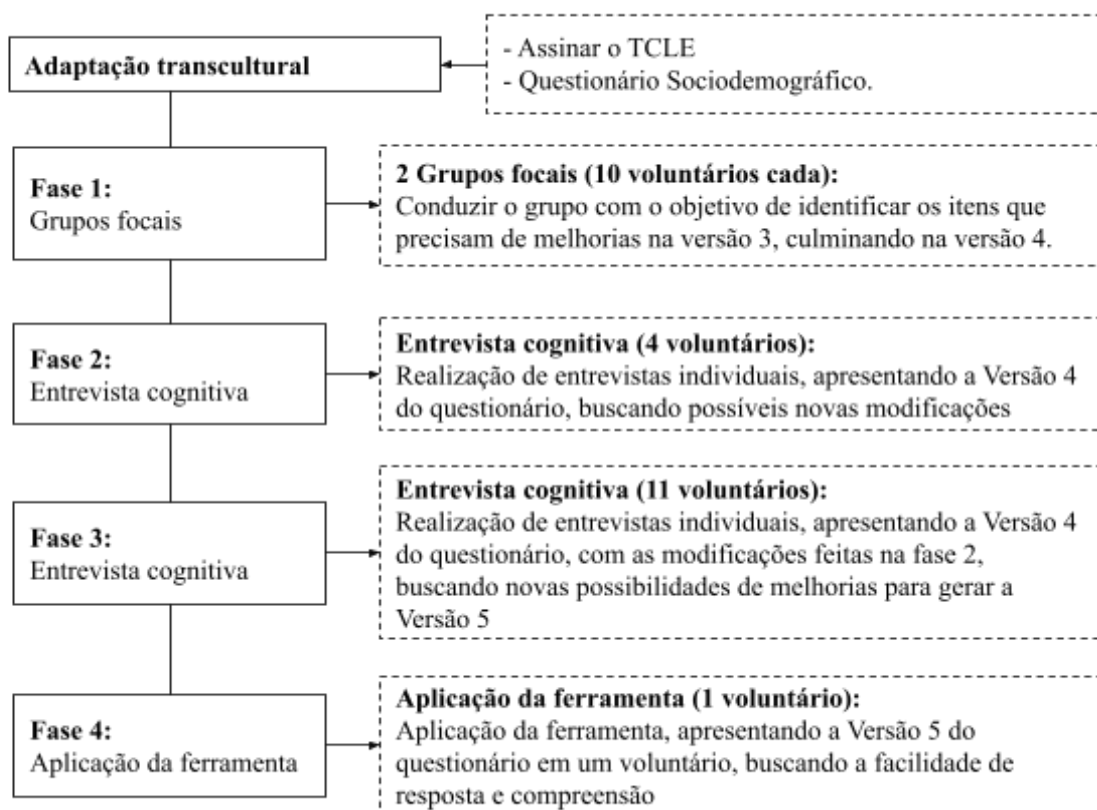 - Assinar o TCLE
- Questionário Sociodemográfico.
Adaptação transcultural
Fase 1:
Grupos focais
2 Grupos focais (10 voluntários cada):
Conduzir o grupo com o objetivo de identificar os itens que
precisam de melhorias na versão 3, culminando na versão 4.
Fase 2:
Entrevista cognitiva
Entrevista cognitiva (4 voluntários):
Realização de entrevistas individuais, apresentando a Versão 4
do questionário, buscando possíveis novas modificações
Fase 3:
Entrevista cognitiva
Entrevista cognitiva (11 voluntários):
Realização de entrevistas individuais, apresentando a Versão 4
do questionário, com as modificações feitas na fase 2,
buscando novas possibilidades de melhorias para gerar a
Versão 5
Fase 4:
Aplicação da ferramenta
Aplicação da ferramenta (1 voluntário):
Aplicação da ferramenta, apresentando a Versão 5 do
questionário em um voluntário, buscando a facilidade de
resposta e compreensão